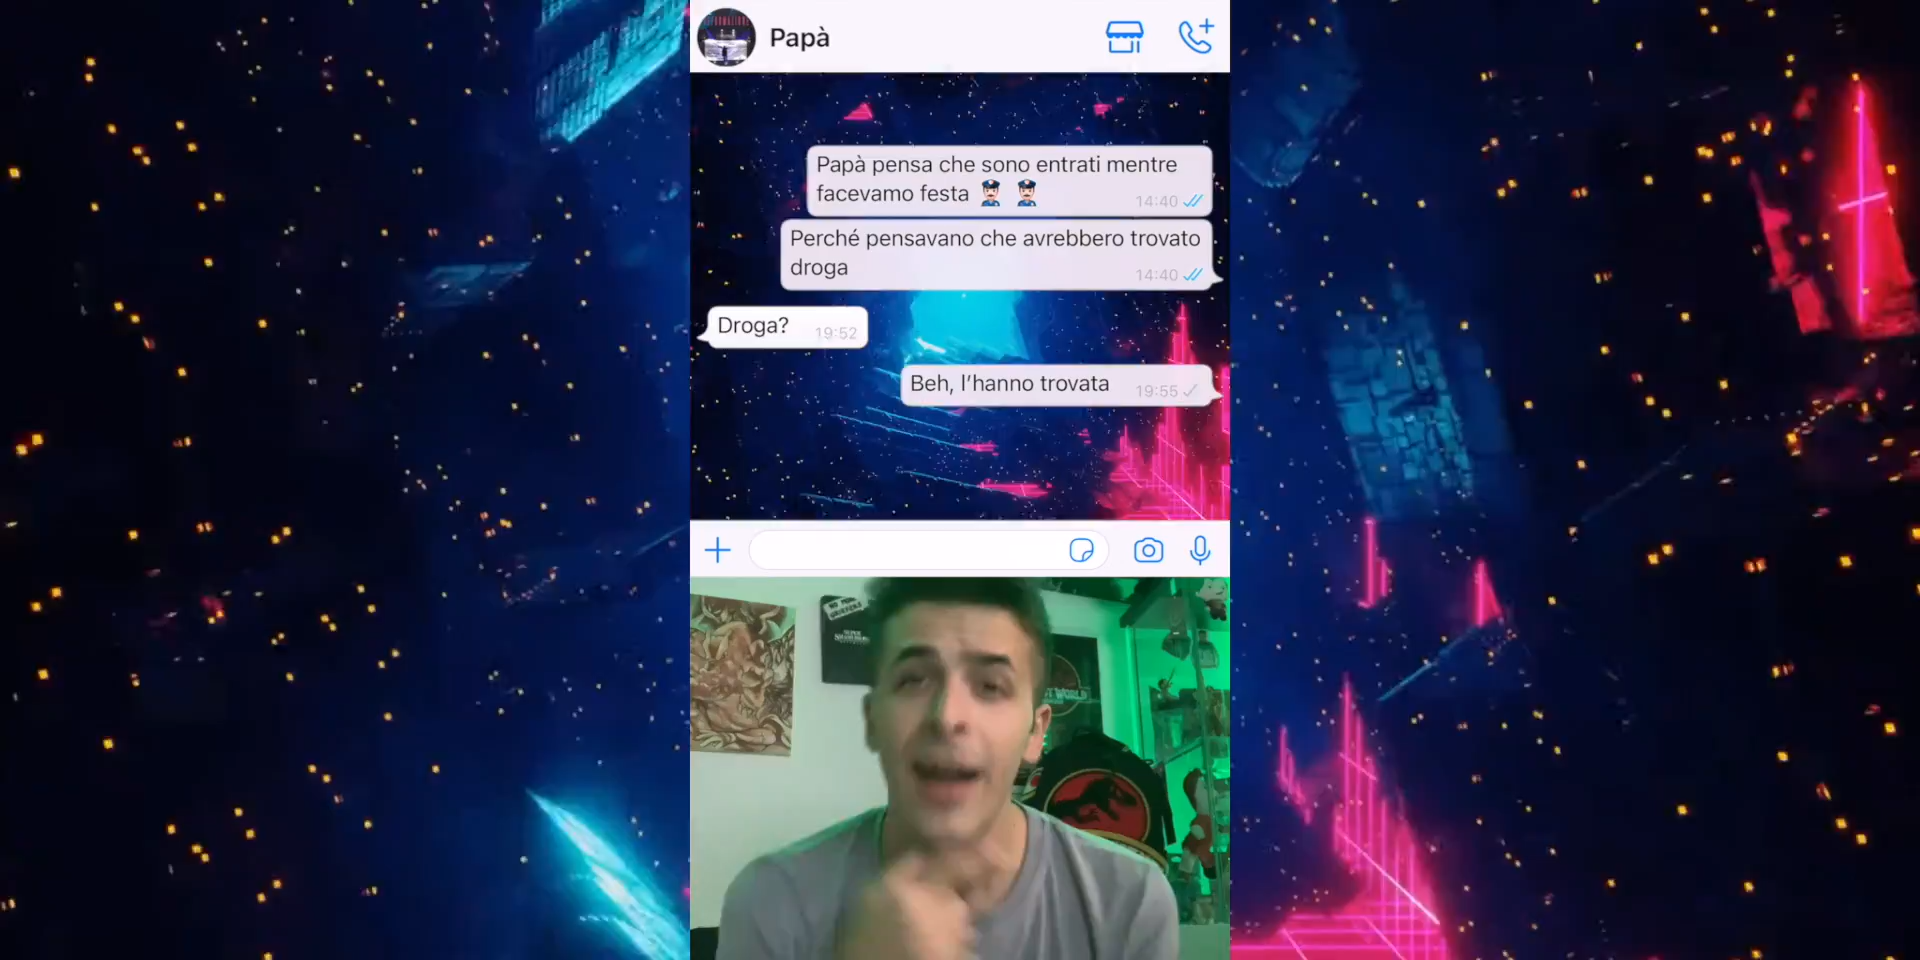 Papà
Papà pensa che sono entrati mentre
facevamo festa
14:40
Perché pensavano che avrebbero trovato
droga
14:40
Droga?
19:52
Beh, l'hanno trovata
19:55
WORLD